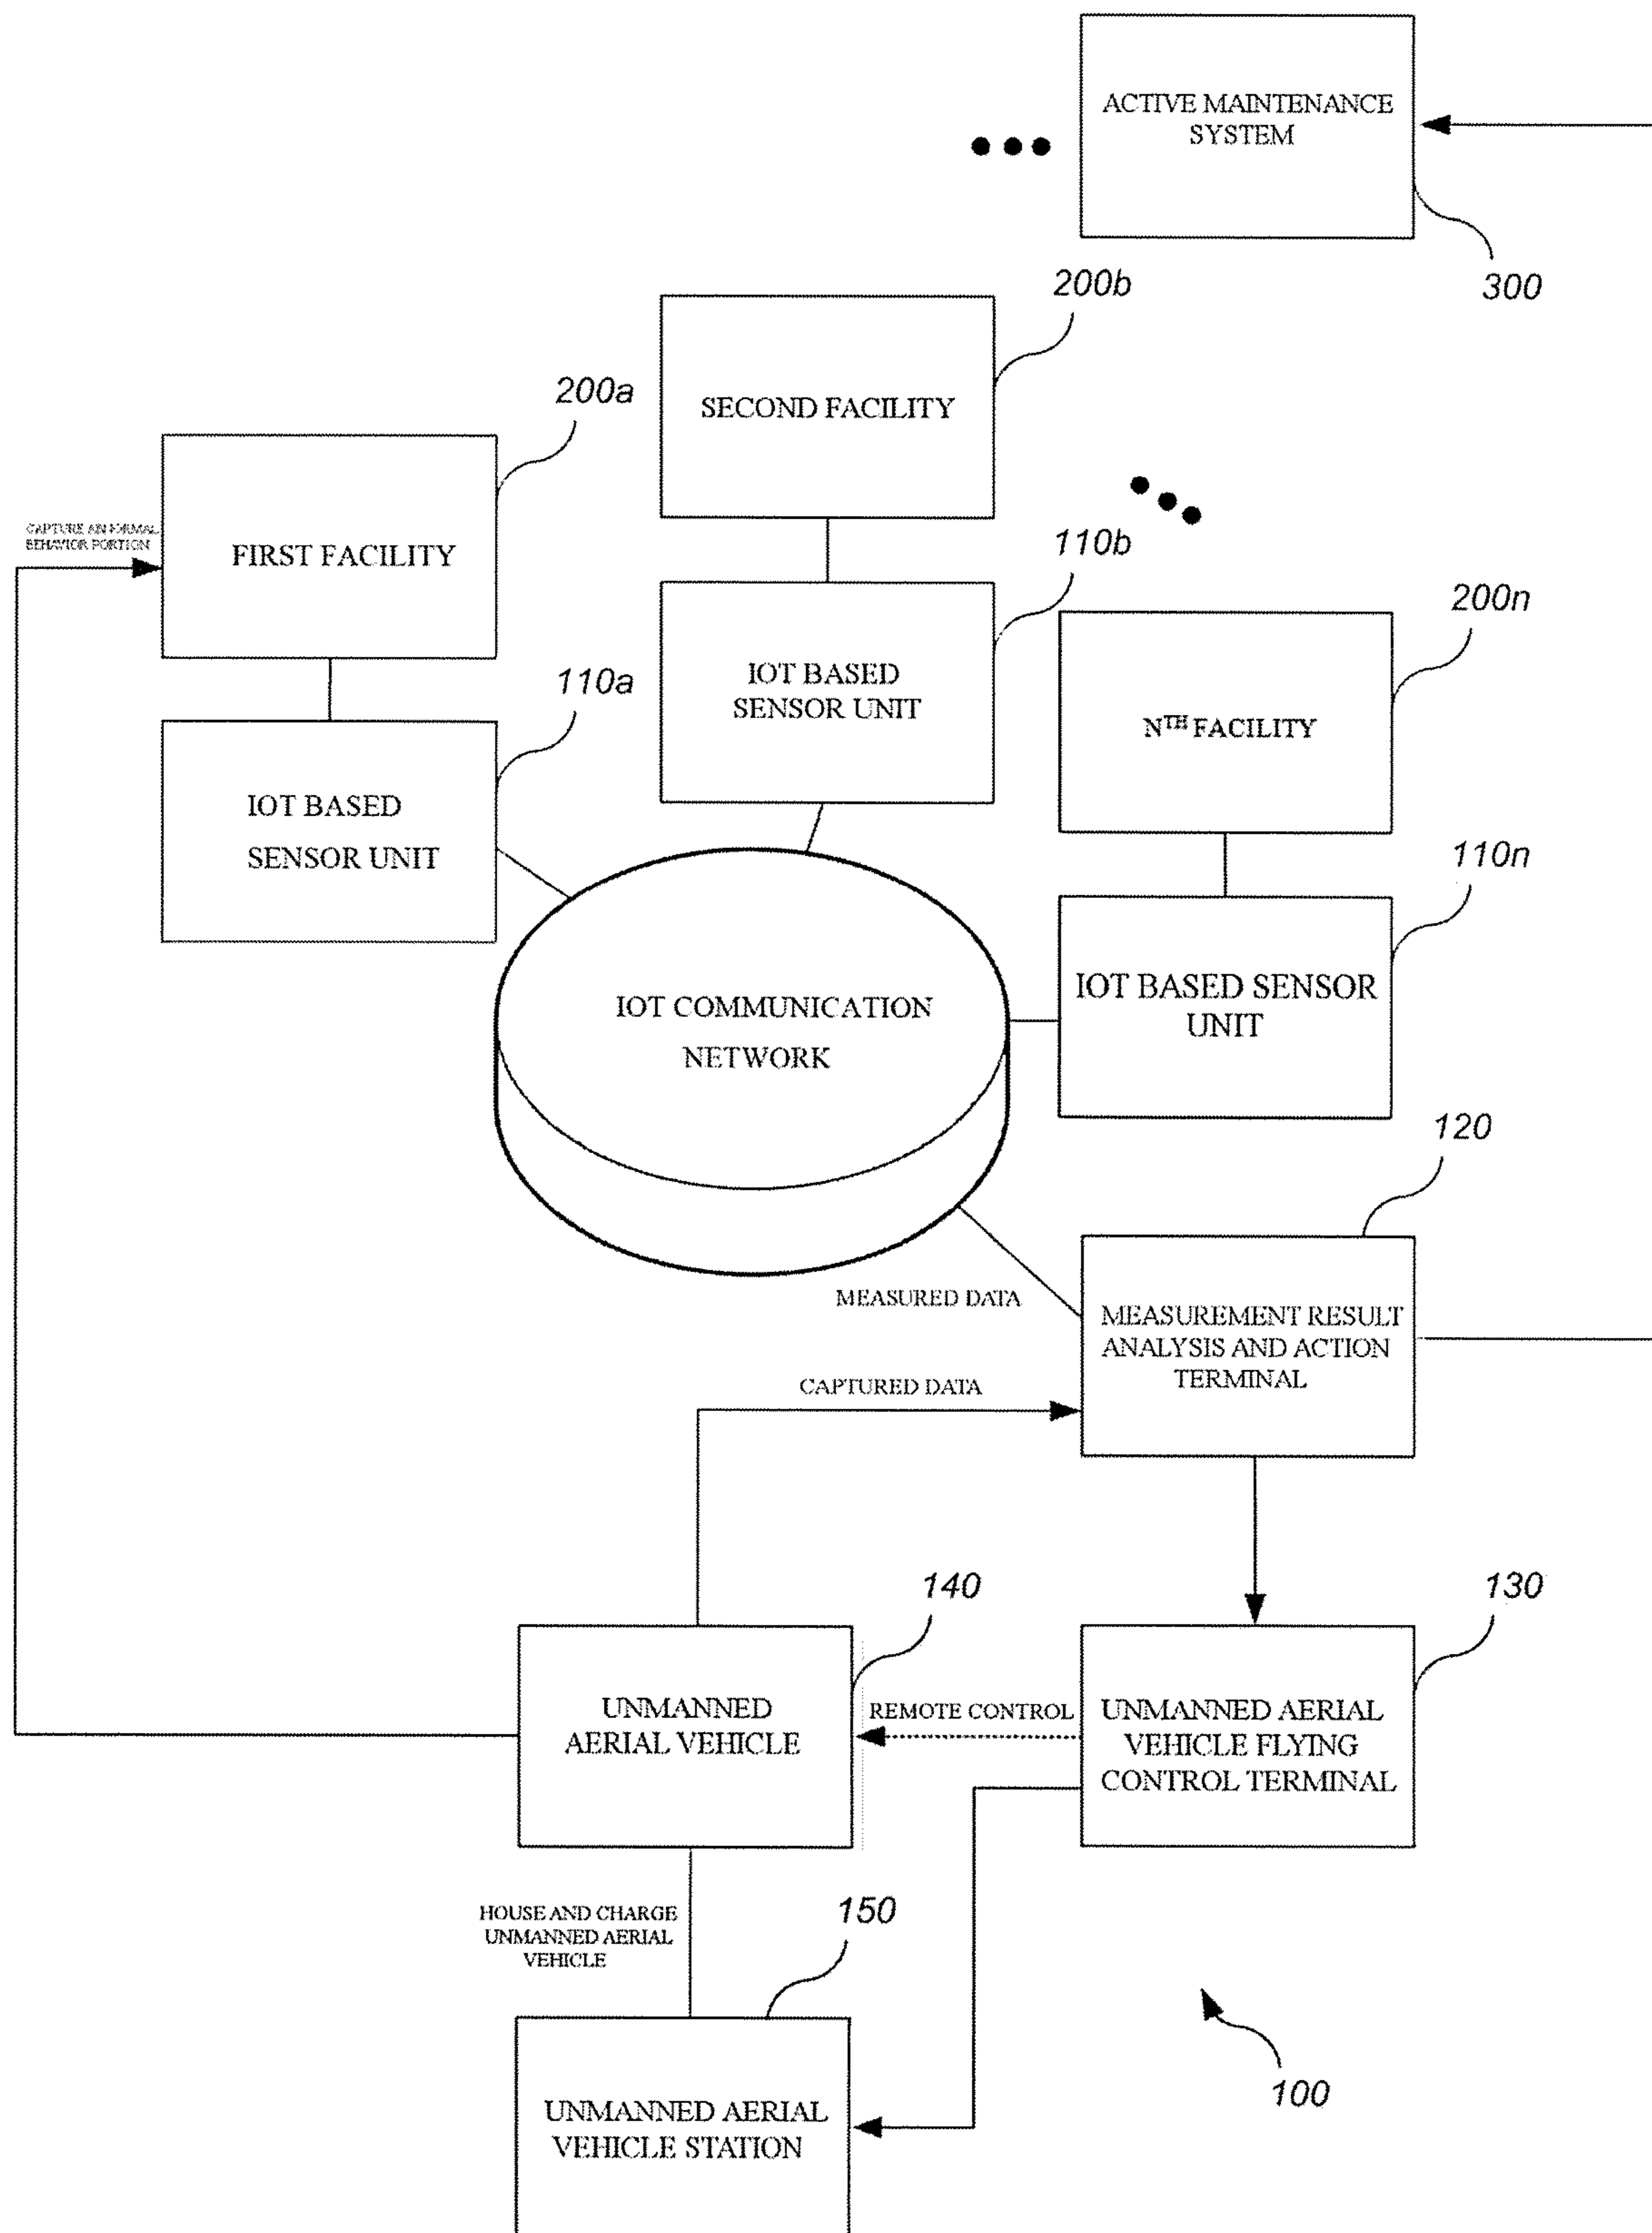 ACTIVE MAINTENANCE
SYSTEM
300
200b
SECOND FACILITY
200a
FIRST FACILITY
CAPTURE
BEHAVIOR PORTION
110b
IOT BASED
SENSOR UNIT
200n
NTH FACILITY
110a
IOT BASED
SENSOR UNIT
110n
IOT BASED SENSOR
UNIT
IOT COMMUNICATION
NETWORK
120
MEASURED DATA
MEASUREMENT RESULT
ANALYSIS AND ACTION
TERMINAL
CAPTURED DATA
140
130
UNMANNED
AERIAL VEHICLE
REMOTE CONTROL
UNMANNED AERIAL
VEHICLE FLYING
CONTROL TERMINAL
HOUSE AND CHARGE
UNMANNED AERIAL
VEHICLE
150
UNMANNED AERIAL
VEHICLE STATION
100